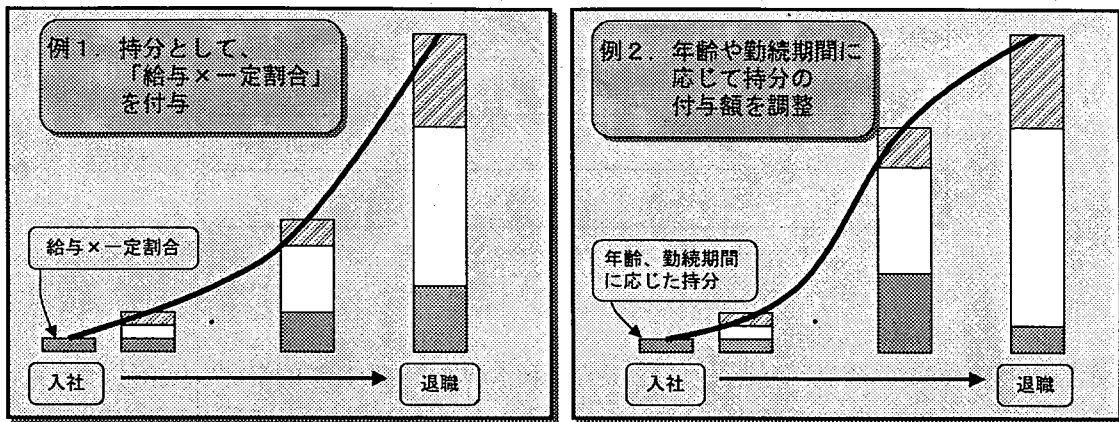 例1. 持分として、
「給与×一定割合」
を付与
給与×一定割合
入社
退職
例2. 年齢や勤続期間に
応じて持分の
付与額を調整
年齢、勤続期間
に応じた持分
入社
退職